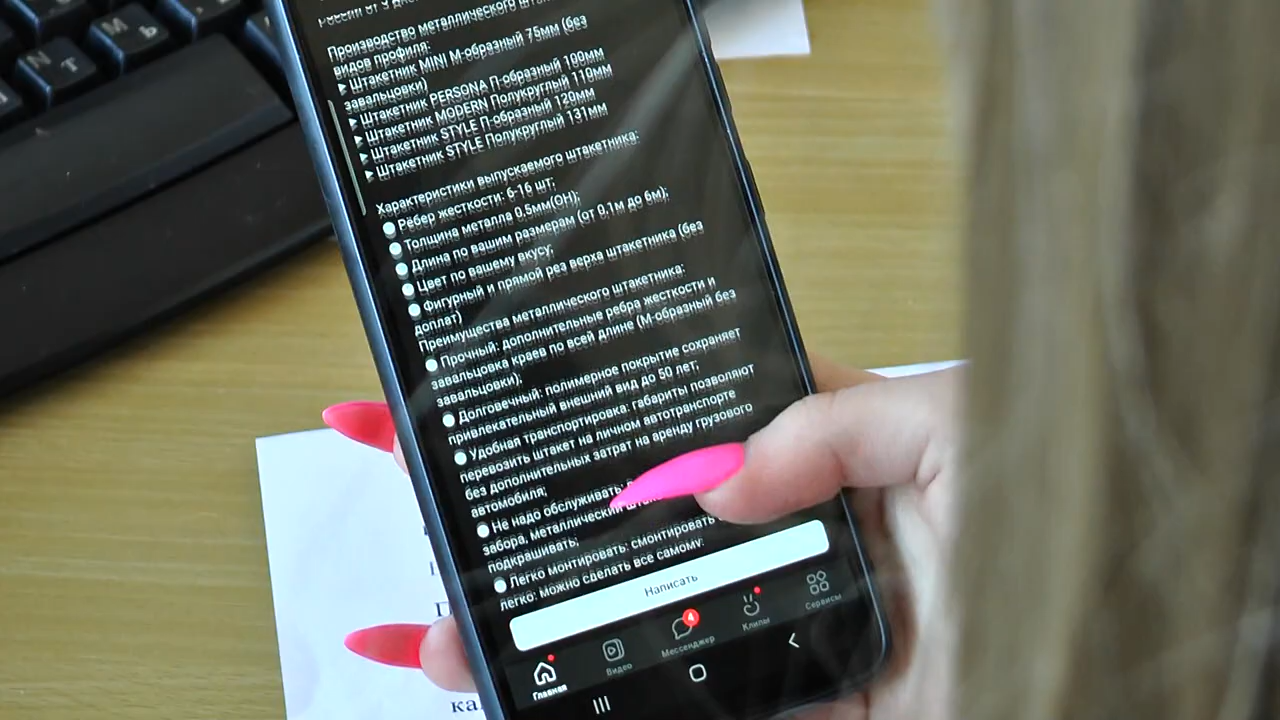 России от 3
Производство металлического
видов профиля:
▸ Штакетник MINI М-образный 75мм (без
завальцовки)
▸ Штакетник PERSONA П-образный 100мм
▸ Штакетник MODERN Полукруглый 110мм
▸ Штакетник STYLE П-образный 120мм
▸ Штакетник STYLE Полукруглый 131мм
Характеристики выпускаемого штакетника:
⚪ Рёбер жесткости: 6-16 шт;
⚪ Толщина металла 0.5мм(ОН);
⚪ Длина по вашим размерам (от 0,1м до 6м);
⚪ Цвет по вашему вкусу;
⚪ Фигурный и прямой рез верха штакетника (без
доплат)
Преимущества металлического штакетника:
⚪ Прочный: дополнительные ребра жесткости и
завальцовка краев по всей длине (М-образный без
завальцовки);
⚪ Долговечный: полимерное покрытие сохраняет
привлекательный внешний вид до 50 лет;
⚪ Удобная транспортировка: габариты позволяют
перевозить штакет на личном автотранспорте
без дополнительных затрат на аренду грузового
автомобиля;
⚪ Не надо обслуживать:
забора, металлический
подкрашивать;
⚪ Легко монтировать: смонтировать
легко: можно сделать все самому.
Написать
4
Главная
Видео
Мессенджер
Клипы
Сервисы
М
Ь
N
Т
ка